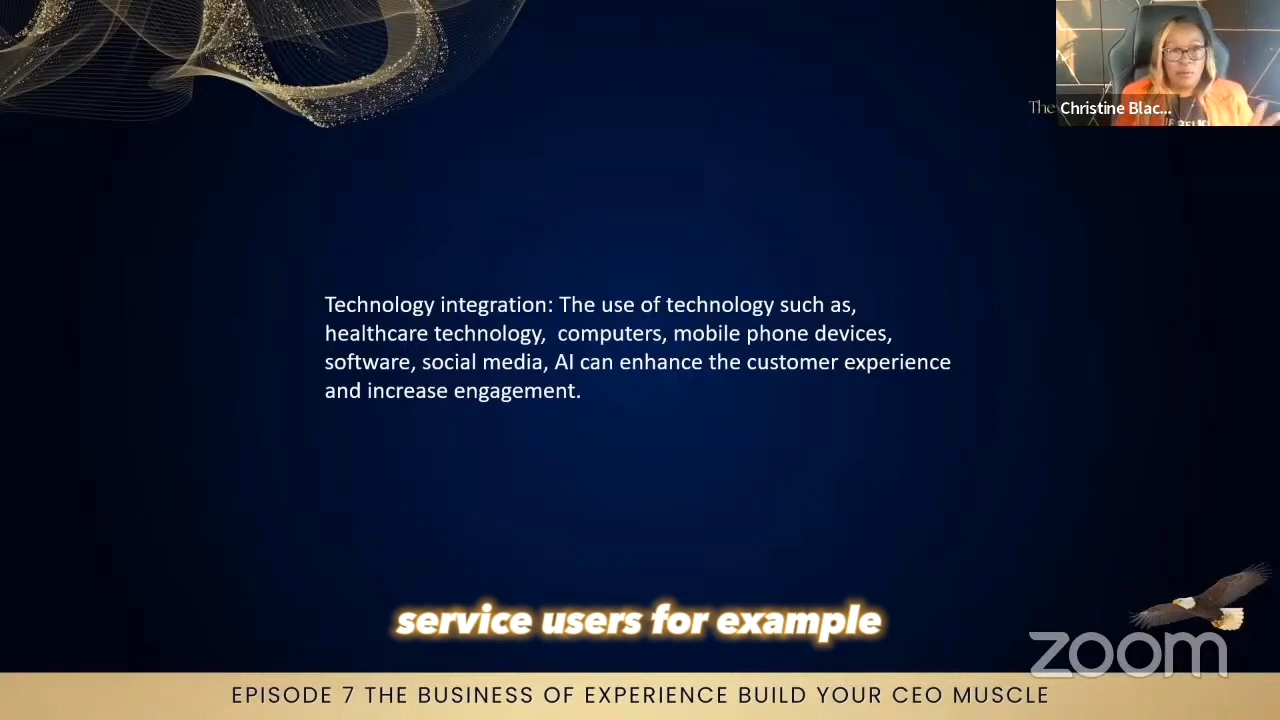 The
Christine Blac...
Technology integration: The use of technology such as,
healthcare technology,  computers, mobile phone devices,
software, social media, AI can enhance the customer experience
and increase engagement.
service users for example
zoom
EPISODE 7 THE BUSINESS OF EXPERIENCE BUILD YOUR CEO MUSCLE